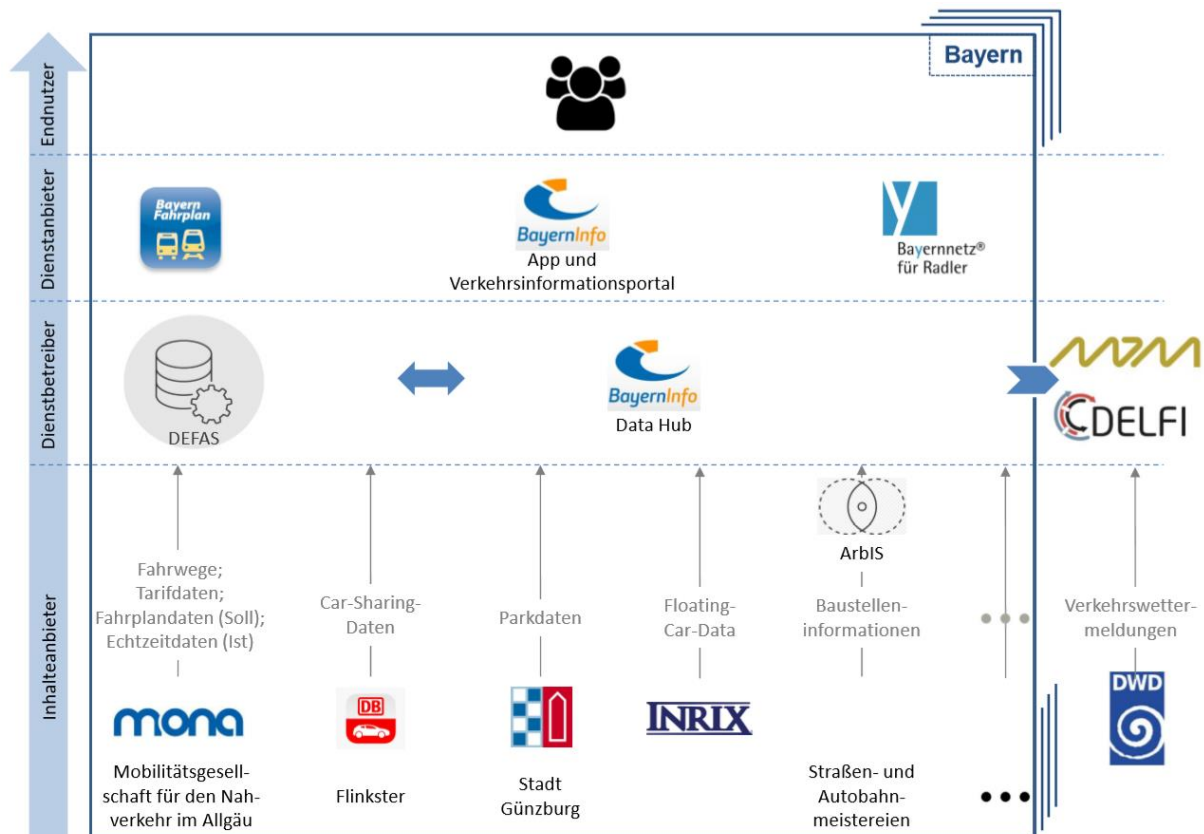 Bayern
Endnutzer
Dienstanbieter
Bayern
Fahrplan
BayernInfo
App und
Verkehrsinformationsportal
Bayernnetz®
für Radler
Dienstbetreiber
DEFAS
BayernInfo
Data Hub
MDM
DELFI
Inhalteanbieter
ArbIS
Fahrwege;
Tarifdaten;
Fahrplandaten (Soll);
Echtzeitdaten (Ist)
Car-Sharing-
Daten
Parkdaten
Floating-
Car-Data
Baustellen-
informationen
Verkehrswetter-
meldungen
mona
DB
INRIX
DWD
Mobilitätsgesell-
schaft für den Nah-
verkehr im Allgäu
Flinkster
Stadt
Günzburg
Straßen- und
Autobahn-
meistereien